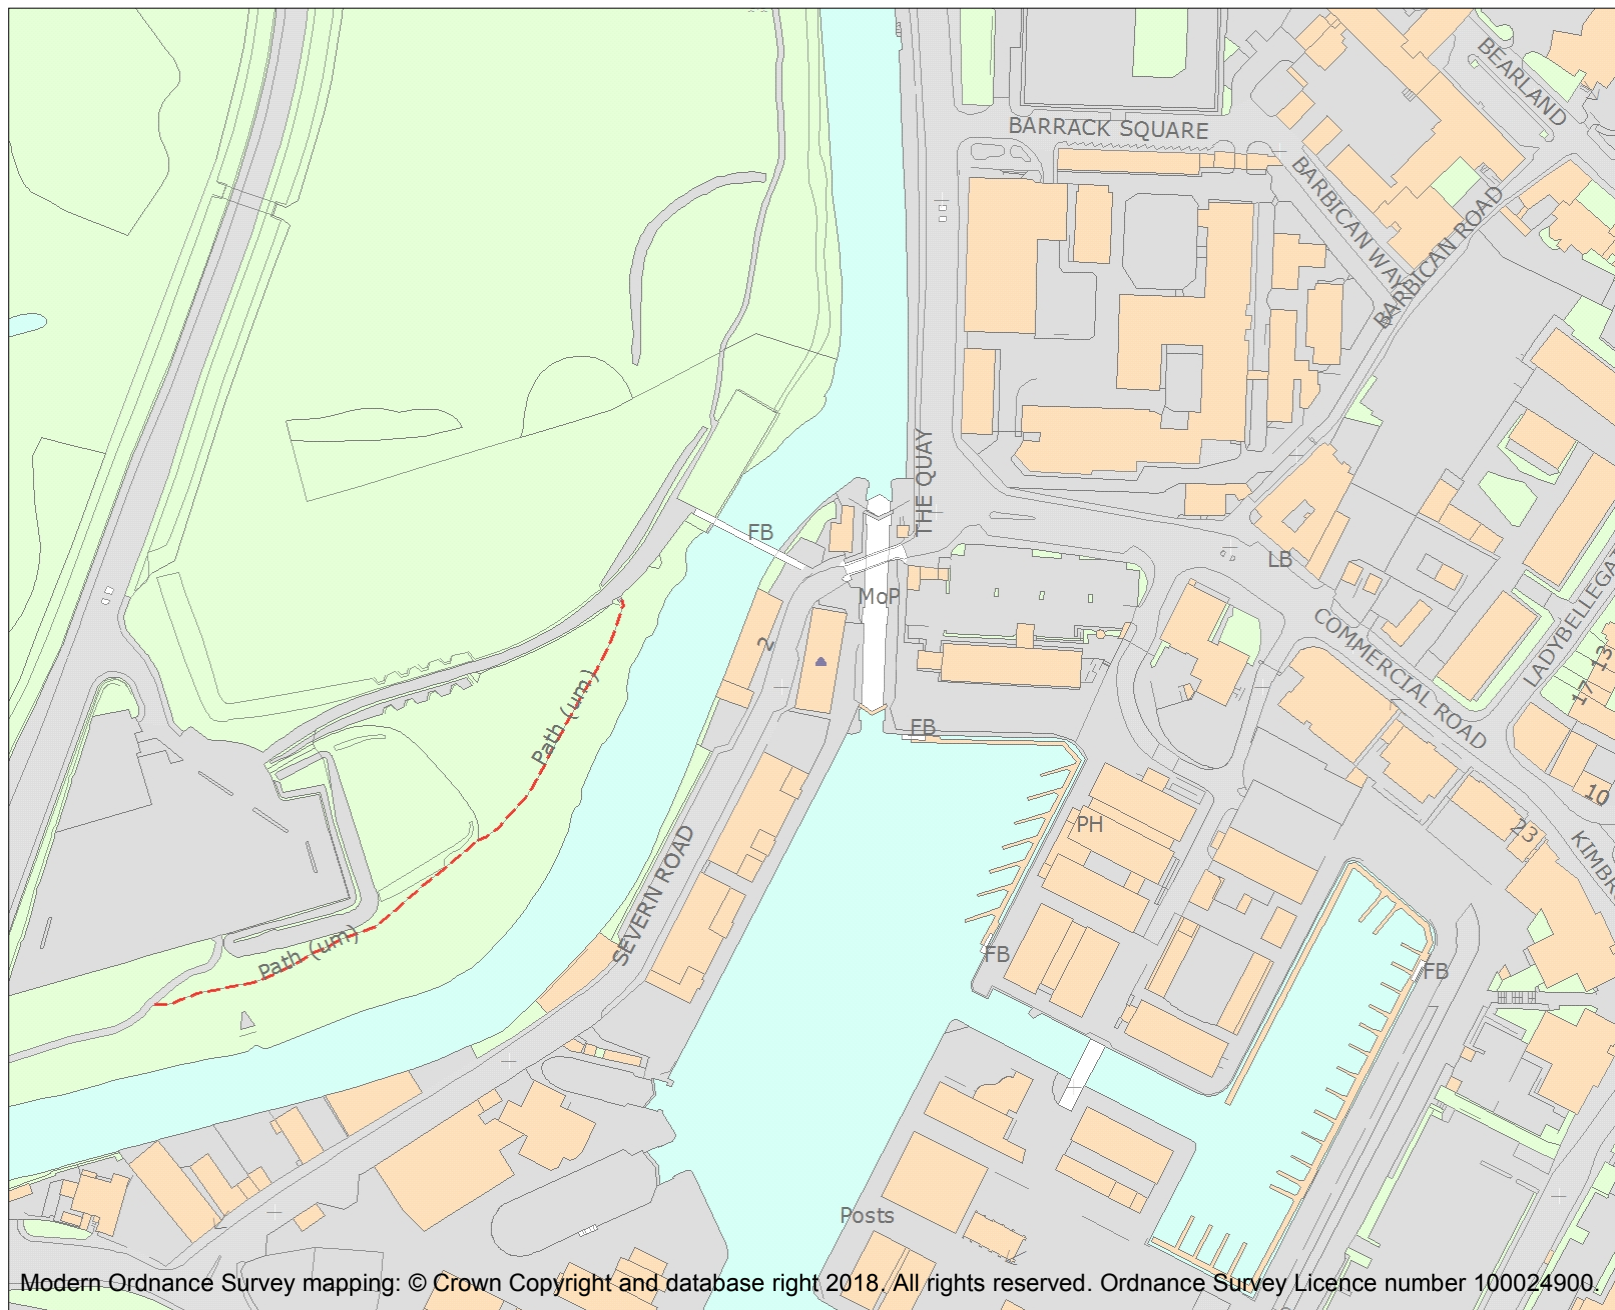 BEARLAND
BARRACK SQUARE
BARBICAN WAY
BARBICAN ROAD
THE QUAY
FB
LB
MoP
LADYBELLEGA
COMMERCIAL ROAD
2
13
17
Path (um)
FB
10
PH
23
KIMBR
SEVERN ROAD
Path (um)
FB
FB
Posts
Modern Ordnance Survey mapping: © Crown Copyright and database right 2018. All rights reserved. Ordnance Survey Licence number 100024900.